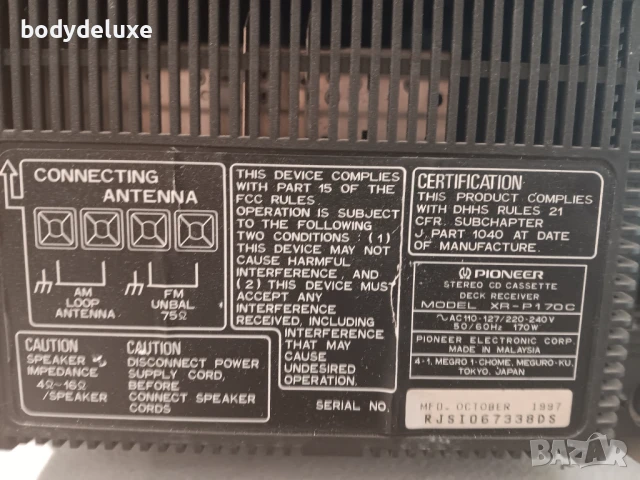 bodydeluxe
CONNECTING
ANTENNA
AM
LOOP
ANTENNA
FM
UNBAL
75Ω
THIS DEVICE COMPLIES
WITH PART 15 OF THE
FCC RULES.
OPERATION IS SUBJECT
TO THE FOLLOWING
TWO CONDITIONS : (1)
THIS DEVICE MAY NOT
CAUSE HARMFUL
INTERFERENCE, AND
(2) THIS DEVICE MUST
ACCEPT ANY
INTERFERENCE
RECEIVED, INCLUDING
INTERFERENCE
THAT MAY
CAUSE
UNDESIRED
OPERATION.
CERTIFICATION
THIS PRODUCT COMPLIES
WITH DHHS RULES 21
CFR. SUBCHAPTER
J. PART 1040 AT DATE
OF MANUFACTURE.
PIONEER
STEREO CD CASSETTE
DECK RECEIVER
MODEL XR-P170C
~AC110-127/220-240V
50/60Hz 170W
PIONEER ELECTRONIC CORP.
MADE IN MALAYSIA
4-1, MEGRO 1-CHOME, MEGURO-KU,
TOKYO, JAPAN
CAUTION
SPEAKER
IMPEDANCE
4Ω~16Ω
/SPEAKER
CAUTION
DISCONNECT POWER
SUPPLY CORD,
BEFORE
CONNECT SPEAKER
CORDS
SERIAL NO.
MFD. OCTOBER 1997
RJSI067338DS
bazar